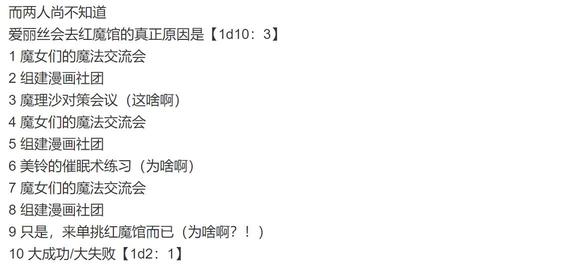 而两人尚不知道
爱丽丝会去红魔馆的真正原因是【1d10：3】
1 魔女们的魔法交流会
2 组建漫画社团
3 魔理沙对策会议（这啥啊）
4 魔女们的魔法交流会
5 组建漫画社团
6 美铃的催眠术练习（为啥啊）
7 魔女们的魔法交流会
8 组建漫画社团
9 只是，来单挑红魔馆而已（为啥啊？！）
10 大成功/大失败【1d2：1】